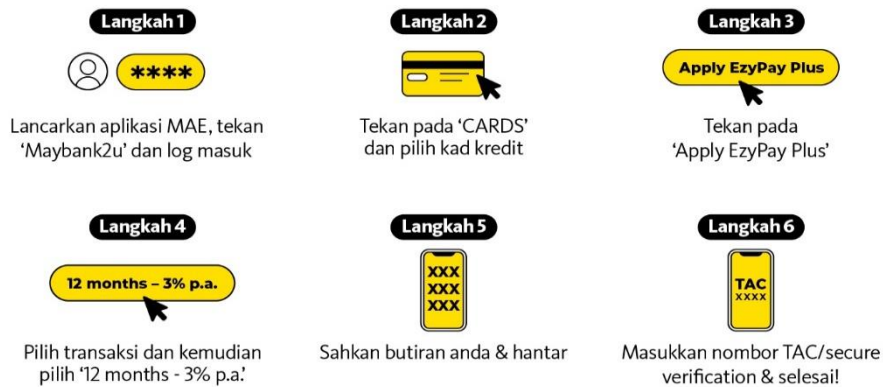 Langkah 1
****
Lancarkan aplikasi MAE, tekan
'Maybank2u' dan log masuk
Langkah 2
Tekan pada 'CARDS'
dan pilih kad kredit
Langkah 3
Apply EzyPay Plus
Tekan pada
'Apply EzyPay Plus'
Langkah 4
12 months – 3% p.a.
Pilih transaksi dan kemudian
pilih '12 months - 3% p.a.'
Langkah 5
XXX
XXX
XXX
Sahkan butiran anda & hantar
Langkah 6
TAC
XXXX
Masukkan nombor TAC/secure
verification & selesai!